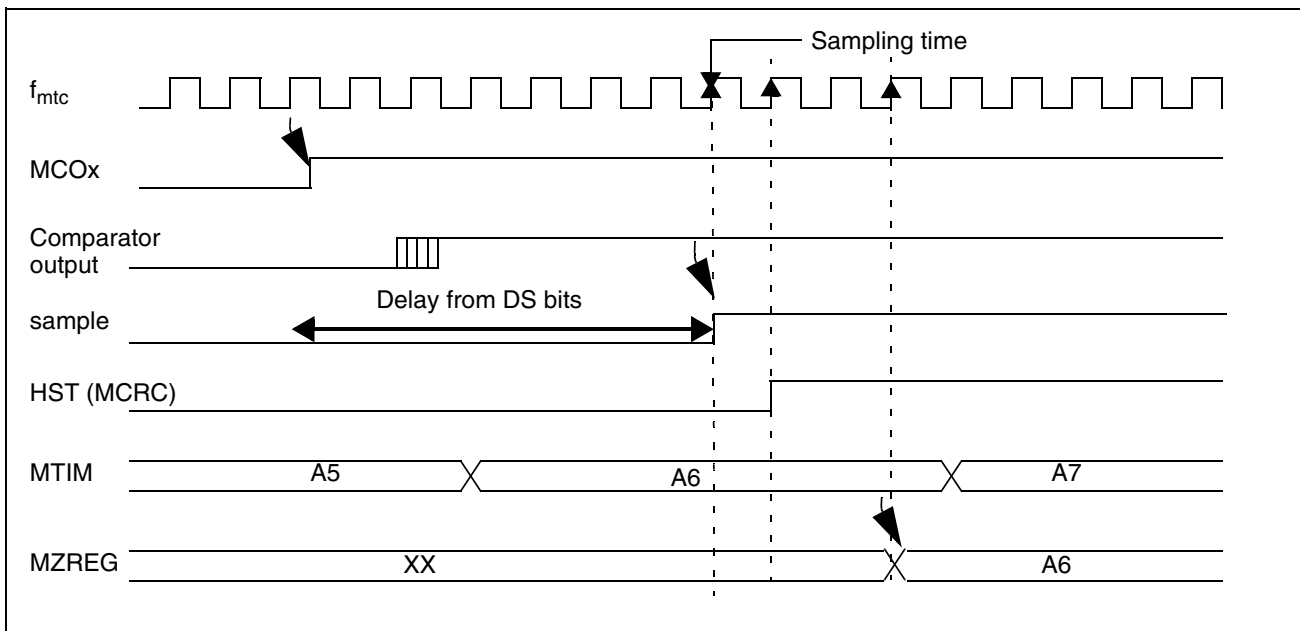 Sampling time
fmtc
MCOx
Comparator
output
Delay from DS bits
sample
HST (MCRC)
MTIM
A5
A6
A7
MZREG
XX
A6